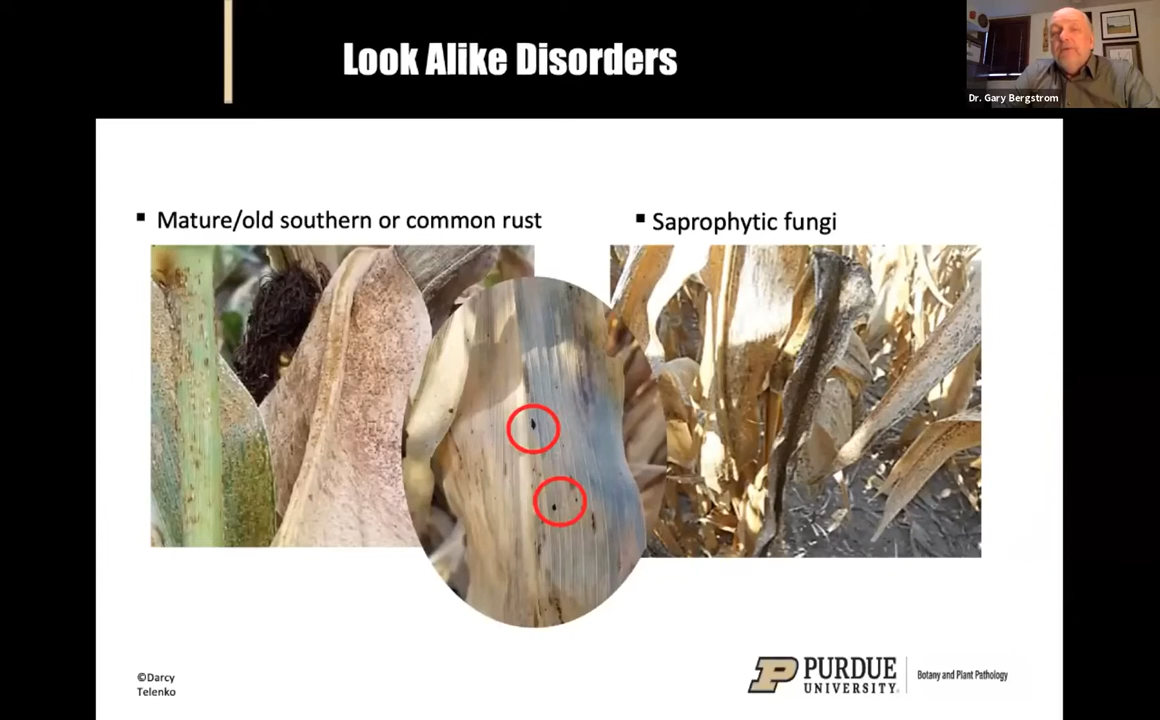 Look Alike Disorders
Dr. Gary Bergstrom
Mature/old southern or common rust
Saprophytic fungi
©Darcy
Telenko
PURDUE
UNIVERSITY®
Botany and Plant Pathology